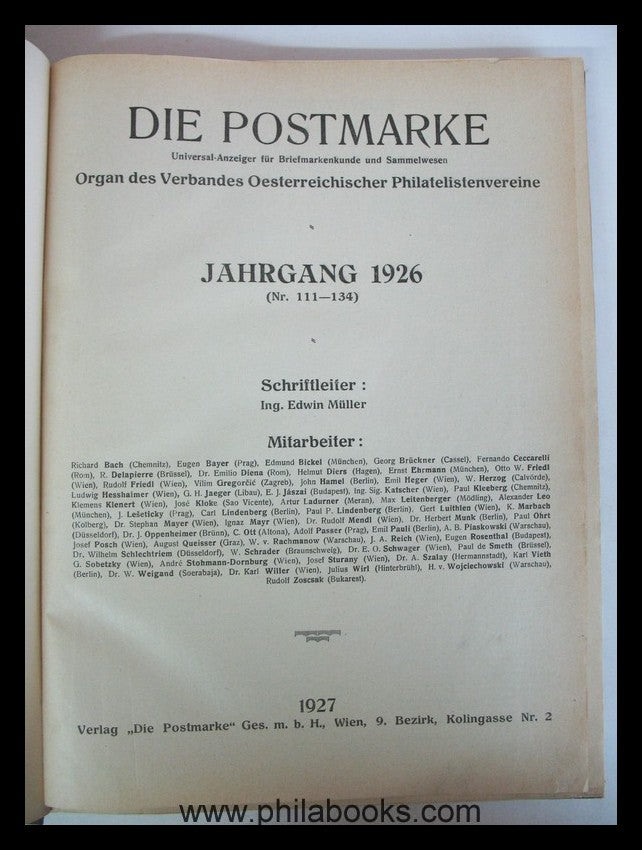 DIE POSTMARKE
Universal-Anzeiger für Briefmarkenkunde und Sammelwesen
Organ des Verbandes Oesterreichischer Philatelistenvereine
JAHRGANG 1926
(Nr. 111—134)
Schriftleiter :
Ing. Edwin Müller
Mitarbeiter :
Richard Bach (Chemnitz), Eugen Bayer (Prag), Edmund Bickel (München), Georg Brückner (Cassel), Fernando Ceccarelli
(Rom), R. Delapierre (Brüssel), Dr. Emilio Diena (Rom), Helmut Diers (Hagen), Ernst Ehrmann (München), Otto W. Friedl
(Wien), Rudolf Friedl (Wien), Vilim Gregorčić (Zagreb), John Hamel (Berlin), Emil Heger (Wien), W. Herzog (Calvörde),
Ludwig Hesshaimer (Wien), G. H. Jaeger (Libau), E. J. Jászai (Budapest), Ing. Sig. Katscher (Wien), Paul Kleeberg (Chemnitz),
Klemens Klenert (Wien), José Kloke (Sao Vicente), Artur Ladurner (Meran), Max Leitenberger (Mödling), Alexander Leo
(München), J. Lešetický (Prag), Carl Lindenberg (Berlin), Paul P. Lindenberg (Berlin), Gert Luithlen (Wien), K. Marbach
(Kolberg), Dr. Stephan Mayer (Wien), Ignaz Mayr (Wien), Dr. Rudolf Mendl (Wien), Dr. Herbert Munk (Berlin), Paul Ohrt
(Düsseldorf), Dr. J. Oppenheimer (Brünn), C. Ott (Altona), Adolf Passer (Prag), Emil Pauli (Berlin), A. B. Piaskowski (Warschau),
Josef Posch (Wien), August Queisser (Graz), W. v. Rachmanow (Warschau), J. A. Reich (Wien), Eugen Rosenthal (Budapest),
Dr. Wilhelm Schlechtriem (Düsseldorf), W. Schrader (Braunschweig), Dr. E. O. Schwager (Wien), Paul de Smeth (Brüssel),
G. Sobetzky (Wien), André Stohmann-Dornburg (Wien), Josef Sturany (Wien), Dr. A. Szalay (Hermannstadt), Karl Vieth
(Berlin), Dr. W. Weigand (Soerabaja), Dr. Karl Willer (Wien), Julius Wirl (Hinterbrühl), H. v. Wojciechowski (Warschau),
Rudolf Zoscsak (Bukarest).
1927
Verlag „Die Postmarke“ Ges. m. b. H., Wien, 9. Bezirk, Kolingasse Nr. 2
www.philabooks.com